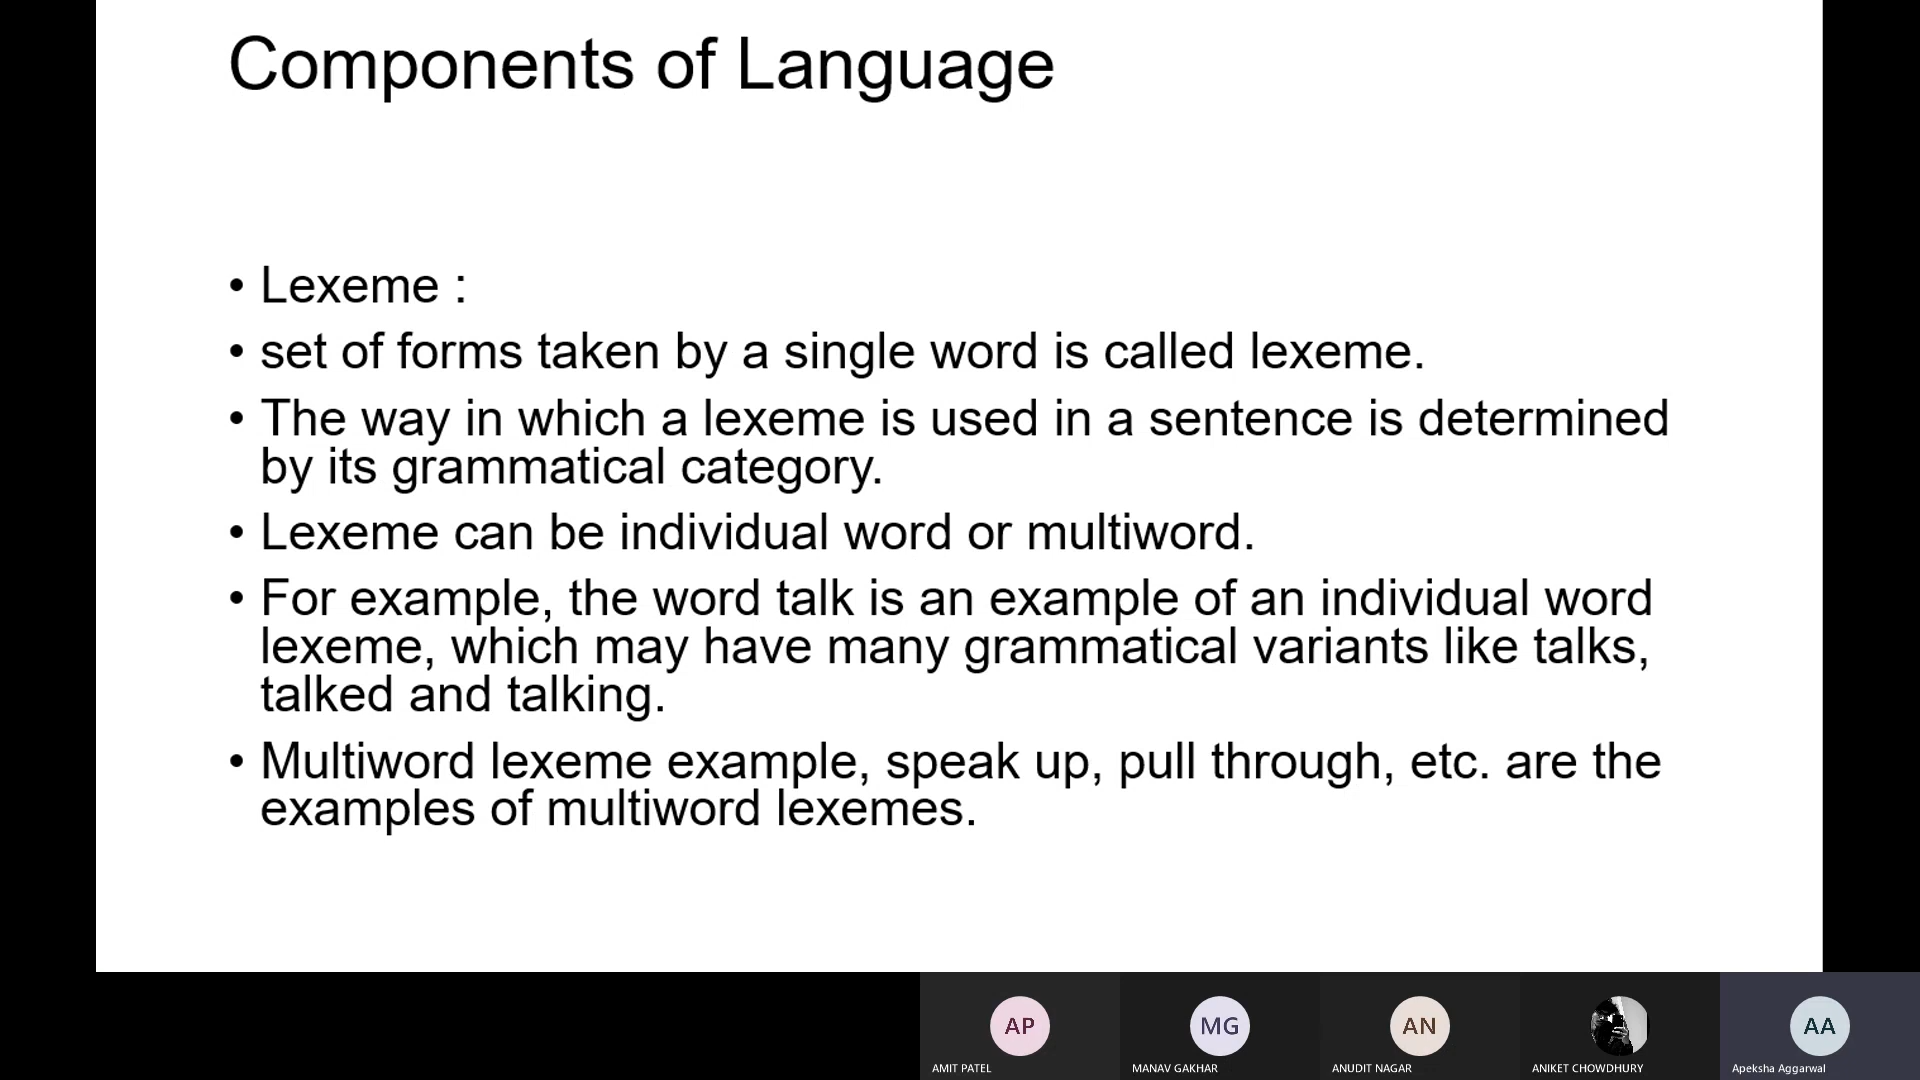 Components of Language
• Lexeme :
• set of forms taken by a single word is called lexeme.
• The way in which a lexeme is used in a sentence is determined
by its grammatical category.
• Lexeme can be individual word or multiword.
• For example, the word talk is an example of an individual word
lexeme, which may have many grammatical variants like talks,
talked and talking.
• Multiword lexeme example, speak up, pull through, etc. are the
examples of multiword lexemes.
AP
MG
AN
AA
AMIT PATEL
MANAV GAKHAR
ANUDIT NAGAR
ANIKET CHOWDHURY
Apeksha Aggarwal